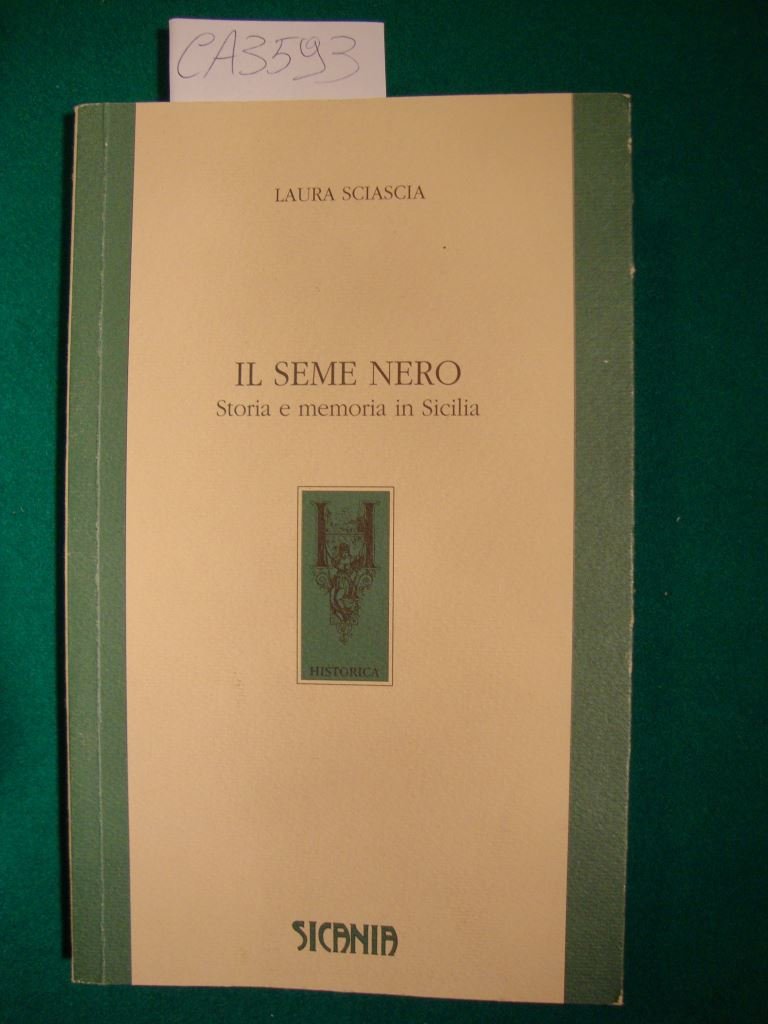 CA3593
LAURA SCIASCIA
IL SEME NERO
Storia e memoria in Sicilia
H
HISTORICA
SICANIA